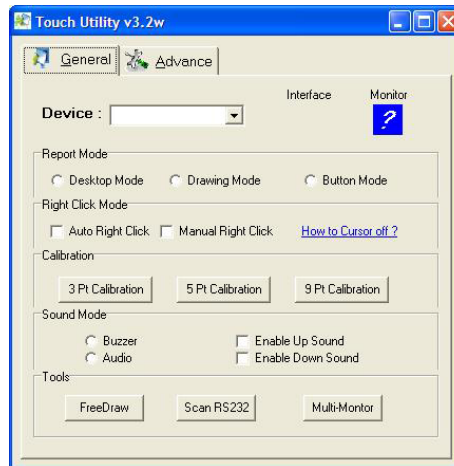 Touch Utility v3.2w
General Advance
Interface Monitor
Device :
?
Report Mode
Desktop Mode Drawing Mode Button Mode
Right Click Mode
Auto Right Click Manual Right Click How to Cursor off ?
Calibration
3 Pt Calibration 5 Pt Calibration 9 Pt Calibration
Sound Mode
Buzzer Enable Up Sound
Audio Enable Down Sound
Tools
FreeDraw Scan RS232 Multi-Montor